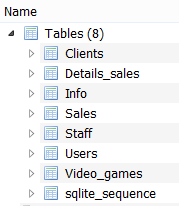 Name
Tables (8)
Clients
Details_sales
Info
Sales
Staff
Users
Video_games
sqlite_sequence